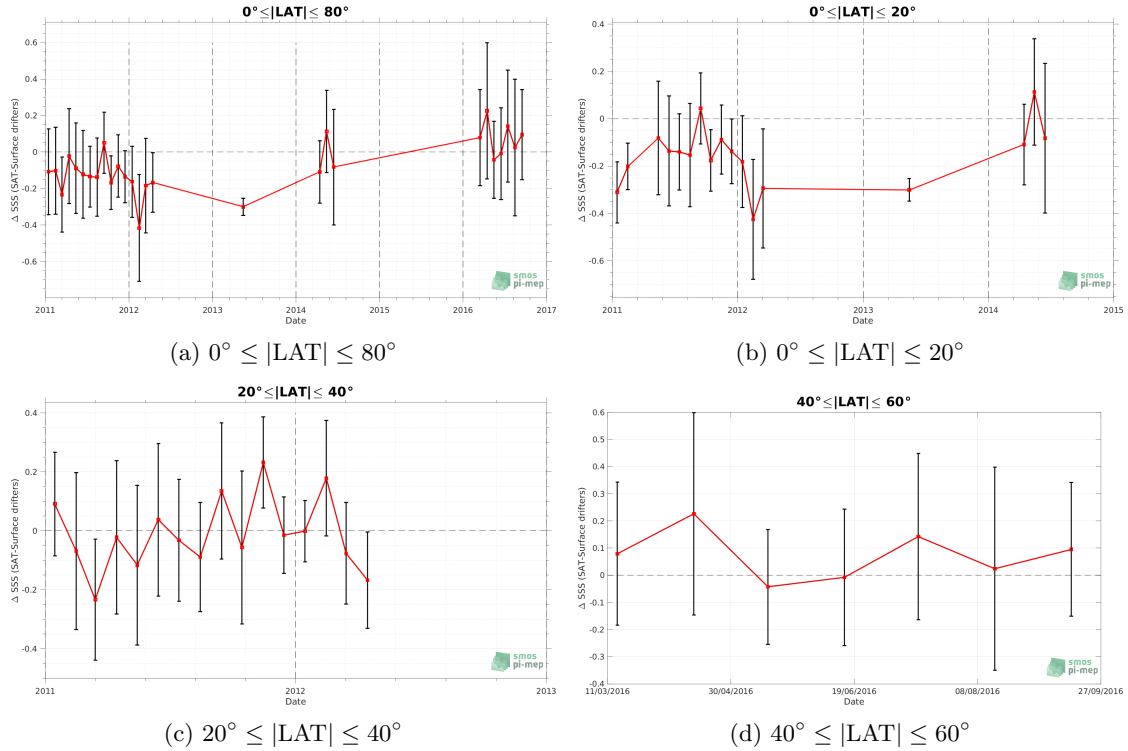 0°≤|LAT|≤ 80°
Δ SSS (SAT-Surface drifters)
0.6
0.4
0.2
0
-0.2
-0.4
-0.6
2011
2012
2013
2014
2015
2016
2017
Date
smos
pi-mep
(a) 0° ≤ |LAT| ≤ 80°
0°≤|LAT|≤ 20°
Δ SSS (SAT-Surface drifters)
0.4
0.2
0
-0.2
-0.4
-0.6
2011
2012
2013
2014
2015
Date
smos
pi-mep
(b) 0° ≤ |LAT| ≤ 20°
20°≤|LAT|≤ 40°
Δ SSS (SAT-Surface drifters)
0.4
0.2
0
-0.2
-0.4
2011
2012
2013
Date
smos
pi-mep
(c) 20° ≤ |LAT| ≤ 40°
40°≤|LAT|≤ 60°
Δ SSS (SAT-Surface drifters)
0.6
0.5
0.4
0.3
0.2
0.1
0
-0.1
-0.2
-0.3
-0.4
11/03/2016
30/04/2016
19/06/2016
08/08/2016
27/09/2016
Date
smos
pi-mep
(d) 40° ≤ |LAT| ≤ 60°